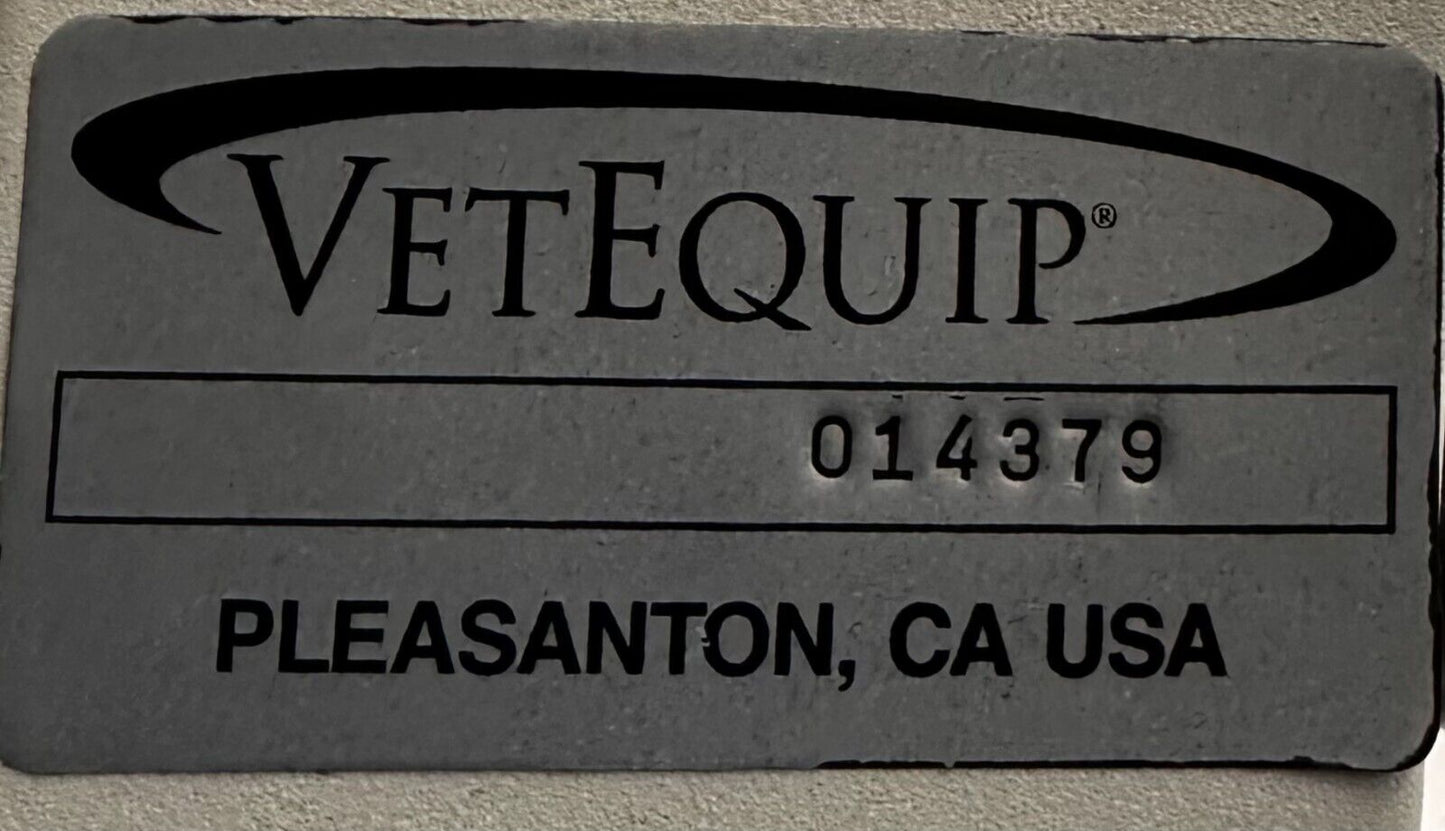 VETEQUIP®
014379
PLEASANTON, CA USA